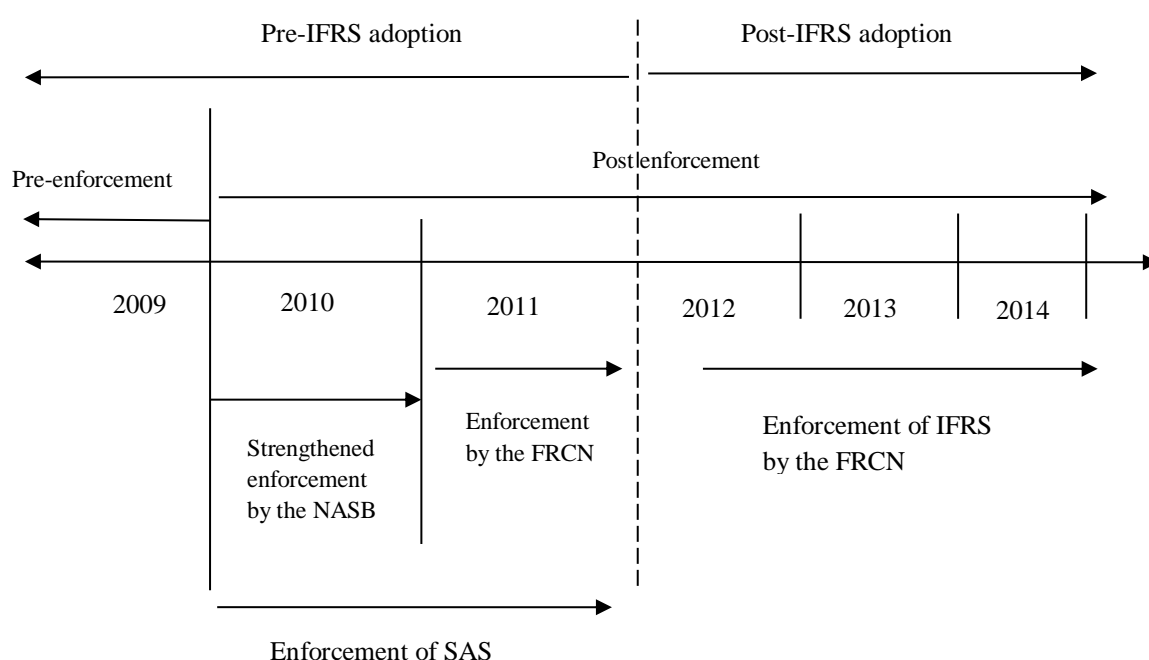 Pre-IFRS adoption
Post-IFRS adoption
Post enforcement
Pre-enforcement
2009
2010
2011
2012
2013
2014
Strengthened
enforcement
by the NASB
Enforcement
by the FRCN
Enforcement of IFRS
by the FRCN
Enforcement of SAS